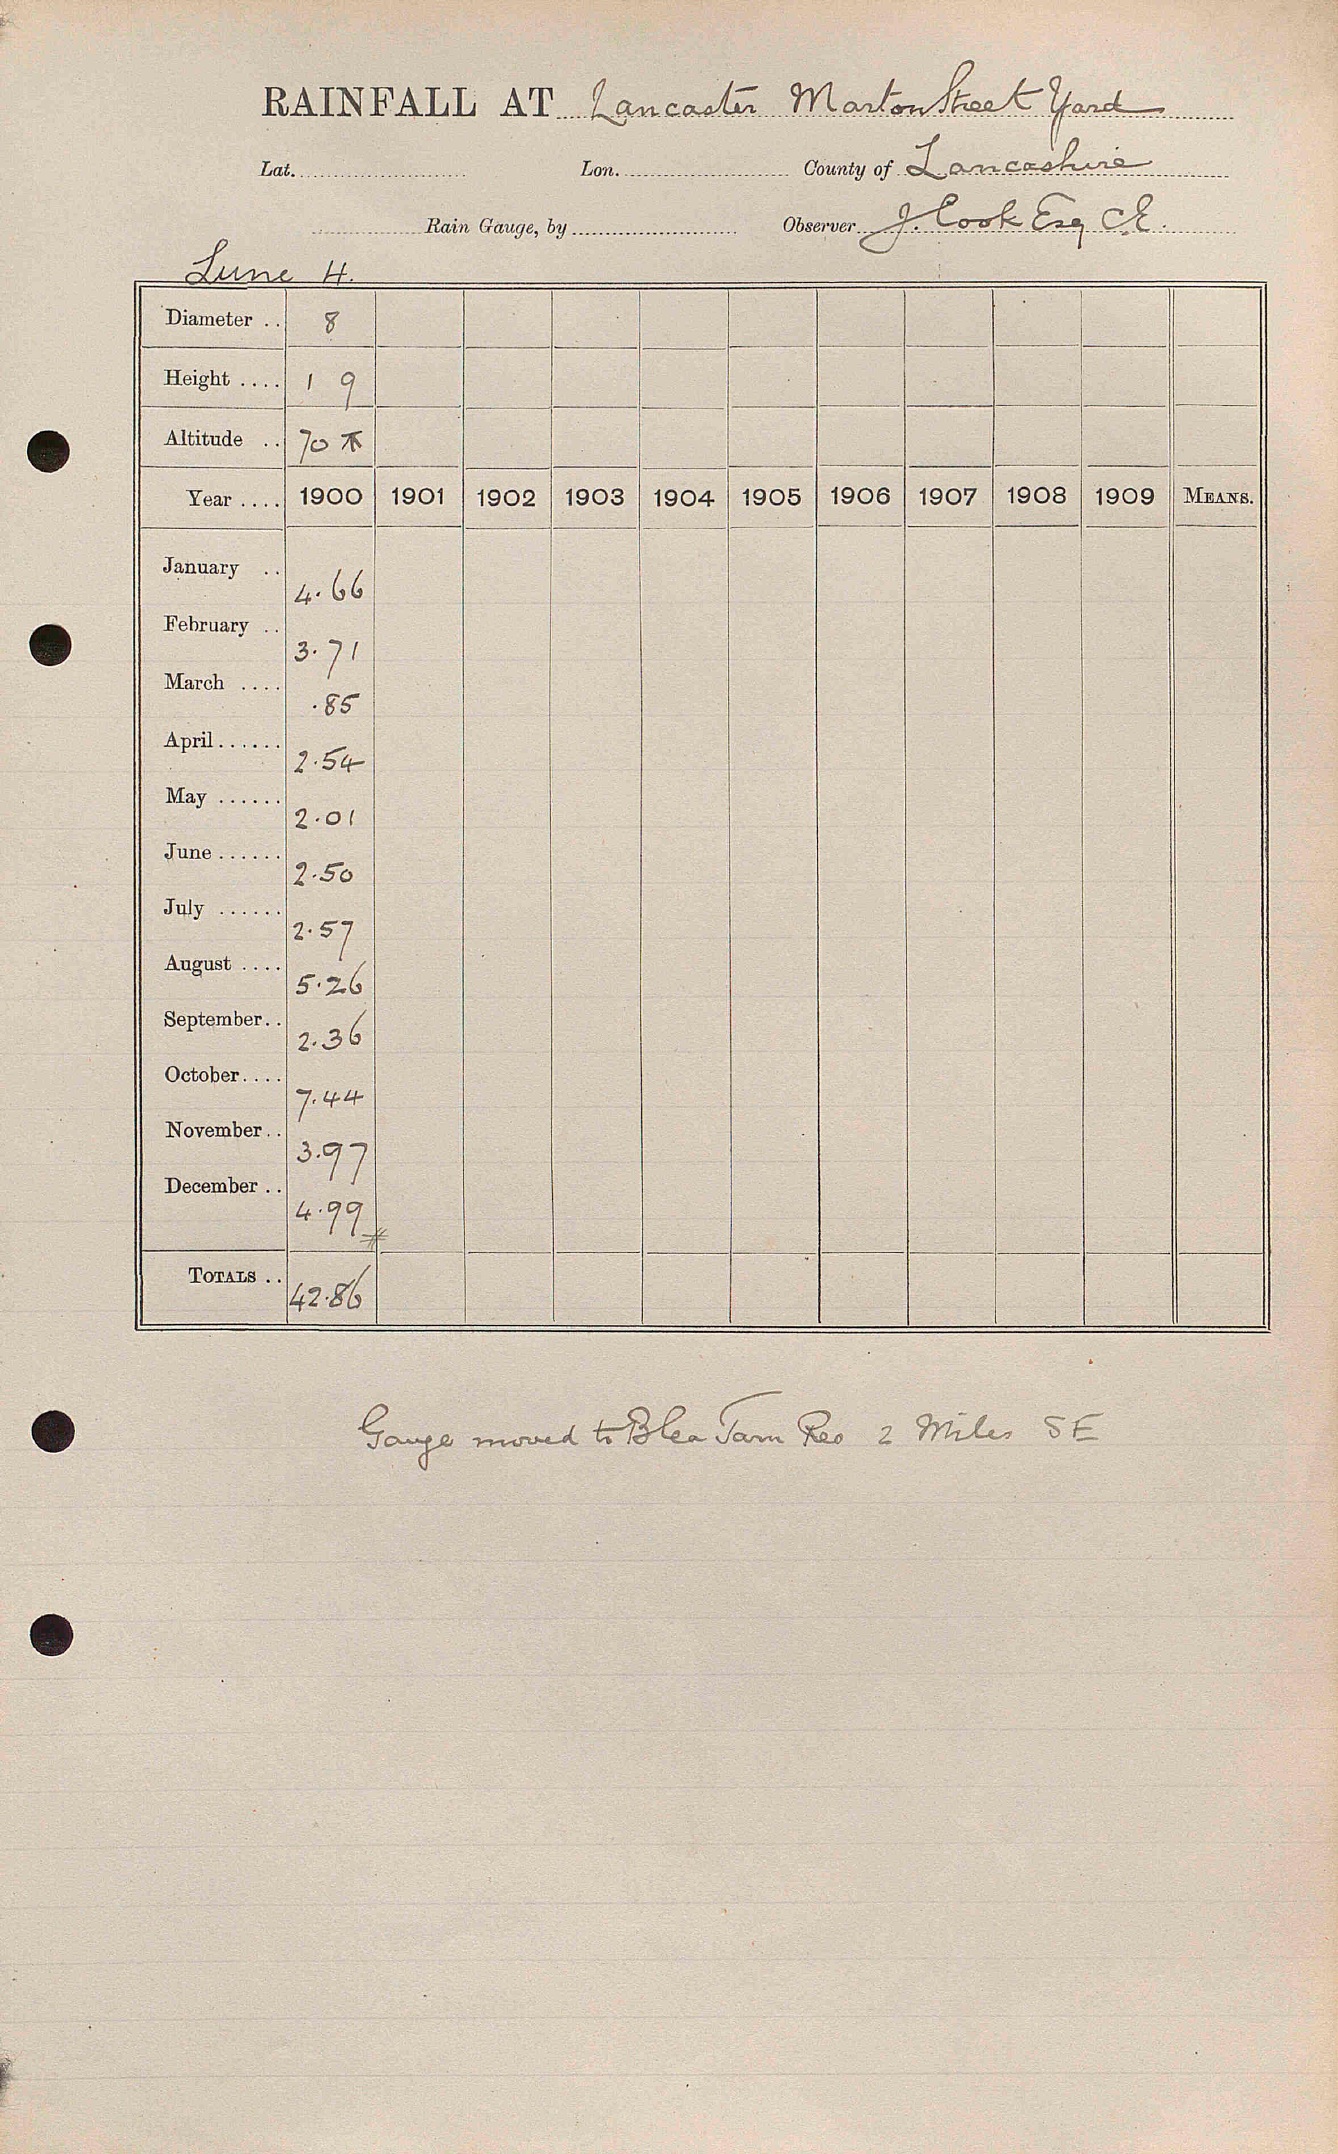 RAINFALL AT Lancaster Marton Street Yard
Lat. Lon. County of Lancashire
Rain Gauge, by Observer J. Cook Esq C.E.
Lune 4.
Diameter .. 8
Height .... 1 9
Altitude .. 70
Year .... 1900 1901 1902 1903 1904 1905 1906 1907 1908 1909 MEANS.
January .. 4.66
February .. 3.71
March .... .85
April...... 2.54
May ...... 2.01
June...... 2.50
July ...... 2.57
August .... 5.26
September.. 2.36
October.... 7.44
November.. 3.97
December .. 4.99
TOTALS .. 42.86
Gauge moved to Blea Tarn Res 2 Miles SE